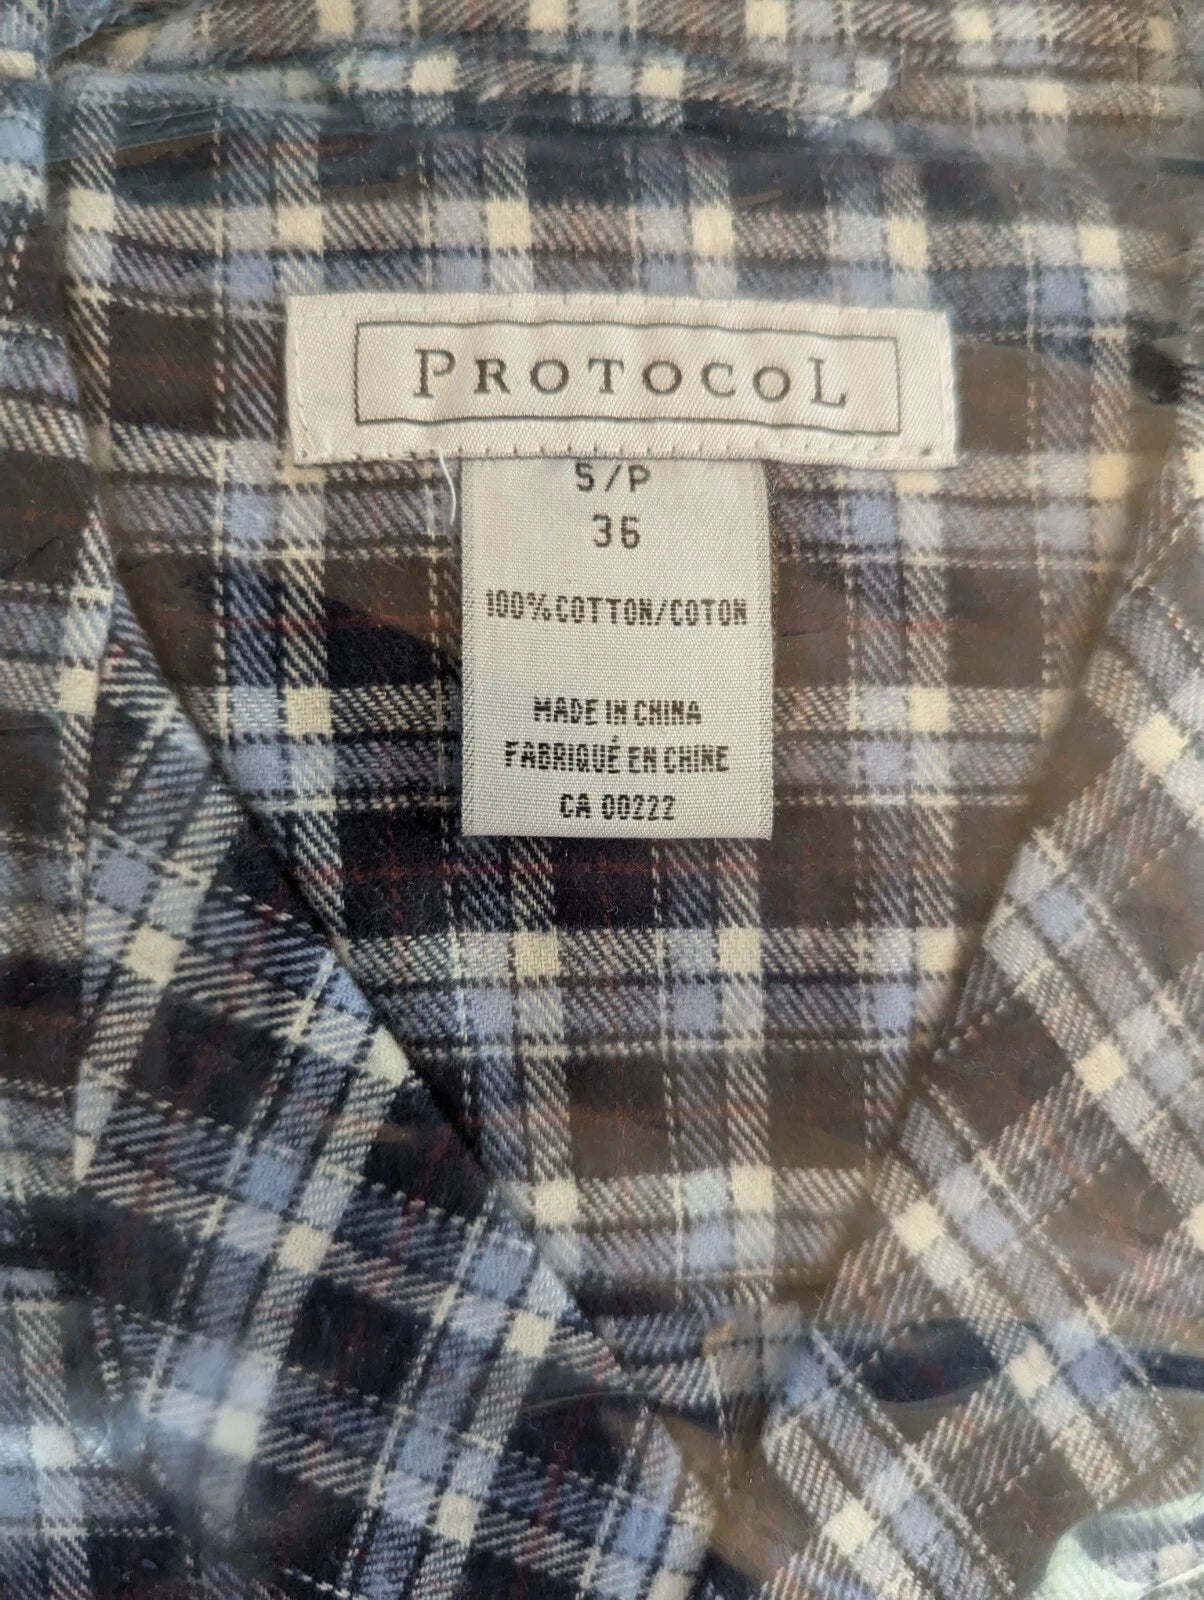 PROTOCOL
S/P
36
100% COTTON/COTON
MADE IN CHINA
FABRIQUÉ EN CHINE
CA 00222